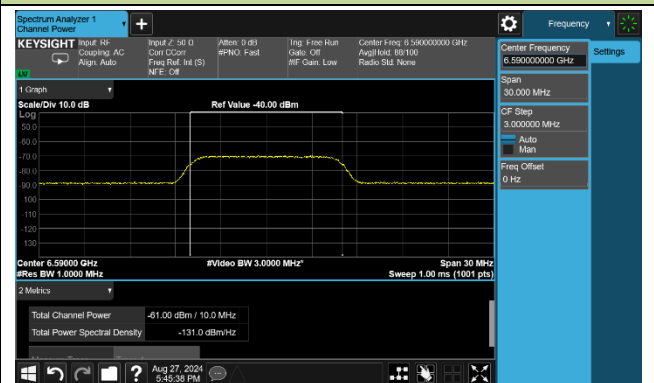 Spectrum Analyzer 1
Channel Power
+
Frequency
KEYSIGHT
Input: RF
Coupling: AC
Align: Auto
Input Z: 50 Ω
Corr CCorr
Freq Ref: Int (S)
NFE: Off
Atten: 0 dB
#PNO: Fast
Trig: Free Run
Gate: Off
#IF Gain: Low
Center Freq: 6.590000000 GHz
Avg|Hold: 88/100
Radio Std: None
Center Frequency
6.590000000 GHz
Settings
Span
30.000 MHz
CF Step
3.000000 MHz
Auto
Man
Freq Offset
0 Hz
1 Graph
Scale/Div 10.0 dB
Ref Value -40.00 dBm
Log
-50.0
-60.0
-70.0
-80.0
-90.0
-100
-110
-120
-130
Center 6.59000 GHz
#Video BW 3.0000 MHz*
Span 30 MHz
#Res BW 1.0000 MHz
Sweep 1.00 ms (1001 pts)
2 Metrics
Total Channel Power
-61.00 dBm / 10.0 MHz
Total Power Spectral Density
-131.0 dBm/Hz
?
Aug 27, 2024
5:45:38 PM